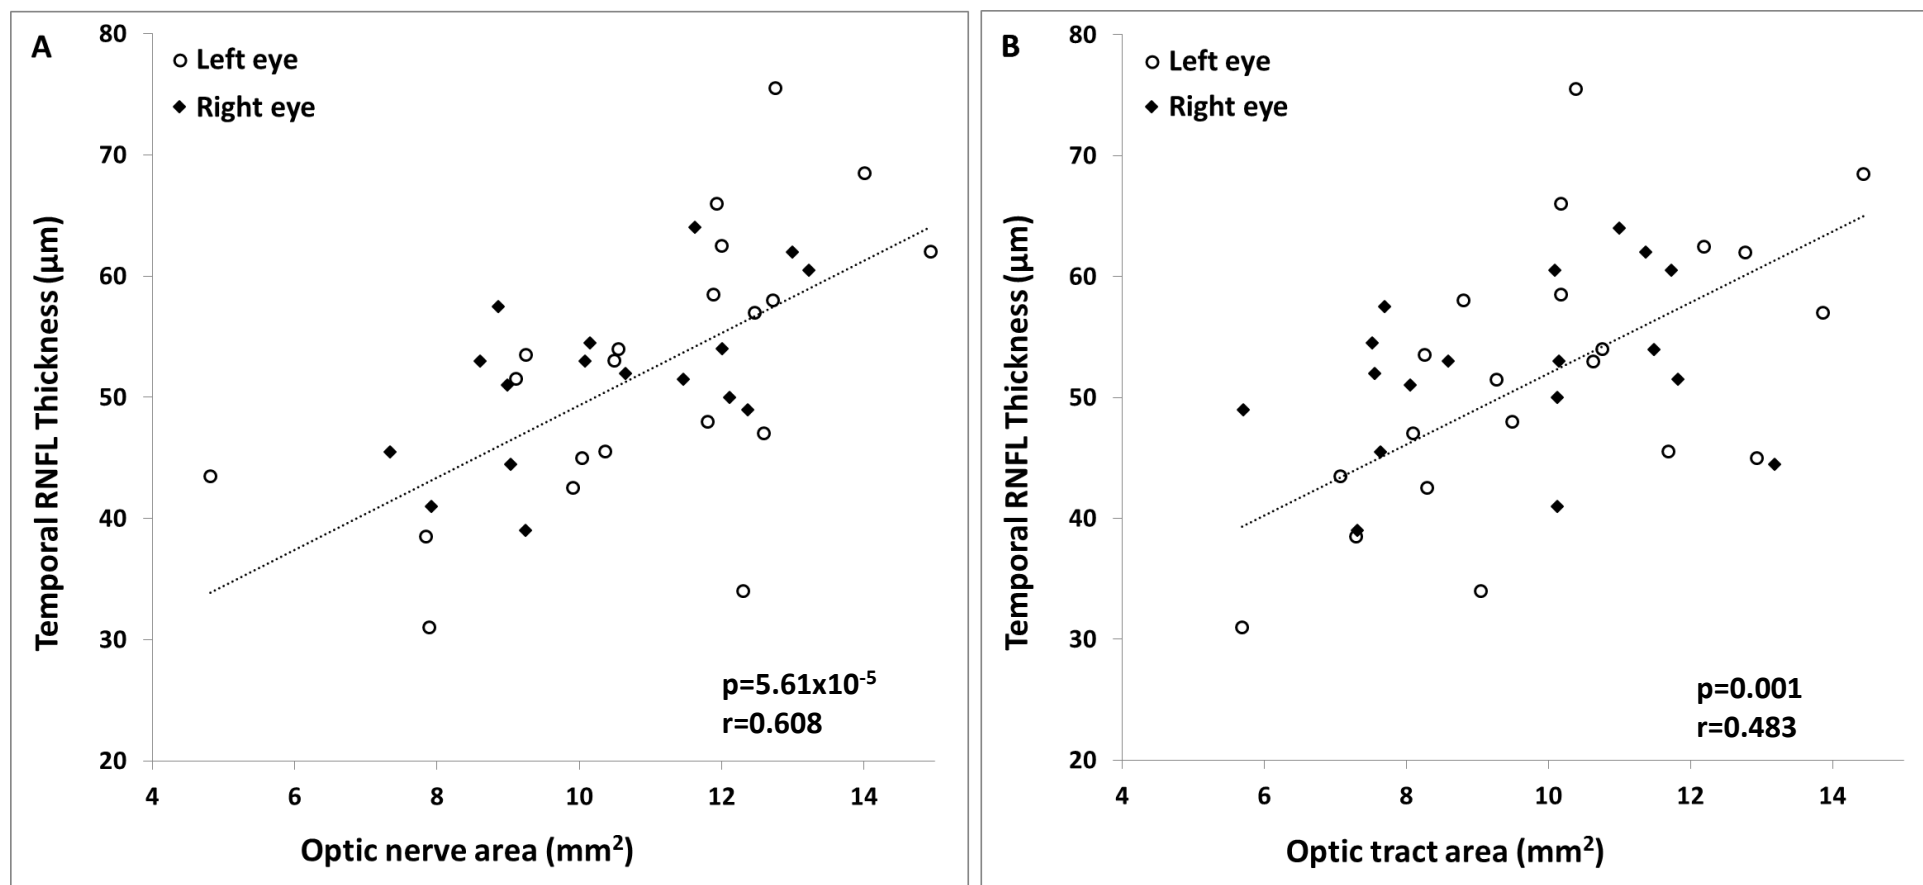 A
Left eye
Right eye
80
70
60
50
40
30
20
Temporal RNFL Thickness (µm)
p=5.61x10⁻⁵
r=0.608
4 6 8 10 12 14
Optic nerve area (mm²)
B
Left eye
Right eye
80
70
60
50
40
30
20
Temporal RNFL Thickness (µm)
p=0.001
r=0.483
4 6 8 10 12 14
Optic tract area (mm²)